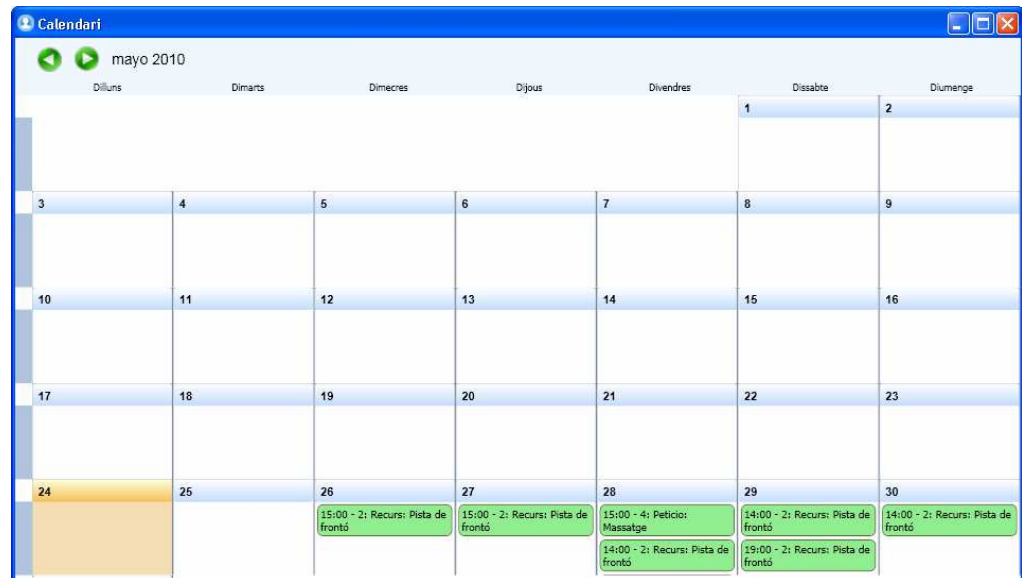 Calendari
mayo 2010
Dilluns Dimarts Dimecres Dijous Divendres Dissabte Diumenge
1 2
3 4 5 6 7 8 9
10 11 12 13 14 15 16
17 18 19 20 21 22 23
24 25 26 27 28 29 30
15:00 - 2: Recurs: Pista de
frontó
15:00 - 2: Recurs: Pista de
frontó
15:00 - 4: Peticio:
Massatge
14:00 - 2: Recurs: Pista de
frontó
14:00 - 2: Recurs: Pista de
frontó
19:00 - 2: Recurs: Pista de
frontó
14:00 - 2: Recurs: Pista de
frontó